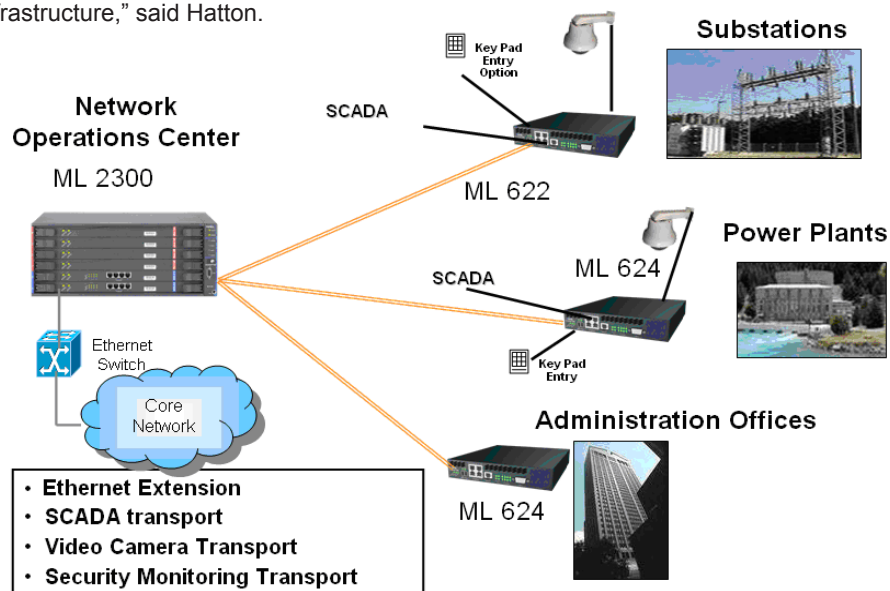 frastructure,” said Hatton.
Substations
Key Pad
Entry
Option
SCADA
Network
Operations Center
ML 2300
ML 622
Power Plants
ML 624
SCADA
Key Pad
Entry
Ethernet
Switch
Core
Network
Administration Offices
ML 624
• Ethernet Extension
• SCADA transport
• Video Camera Transport
• Security Monitoring Transport